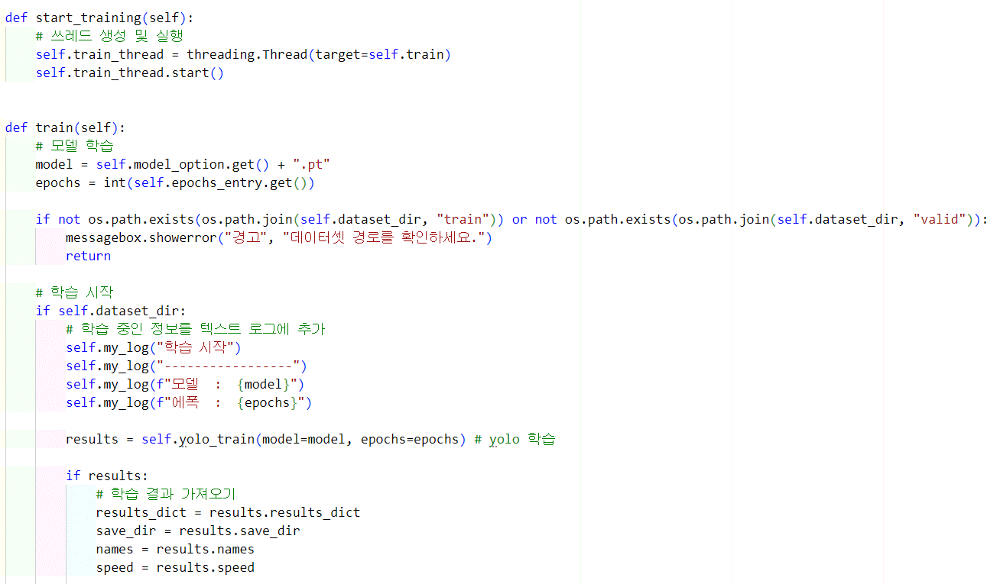 def start_training(self):
# 쓰레드 생성 및 실행
self.train_thread = threading.Thread(target=self.train)
self.train_thread.start()
def train(self):
# 모델 학습
model = self.model_option.get() + ".pt"
epochs = int(self.epochs_entry.get())
if not os.path.exists(os.path.join(self.dataset_dir, "train")) or not os.path.exists(os.path.join(self.dataset_dir, "valid")):
messagebox.showerror("경고", "데이터셋 경로를 확인하세요.")
return
# 학습 시작
if self.dataset_dir:
# 학습 중인 정보를 텍스트 로그에 추가
self.my_log("학습 시작")
self.my_log("-----------------")
self.my_log(f"모델  :  {model}")
self.my_log(f"에폭  :  {epochs}")
results = self.yolo_train(model=model, epochs=epochs) # yolo 학습
if results:
# 학습 결과 가져오기
results_dict = results.results_dict
save_dir = results.save_dir
names = results.names
speed = results.speed